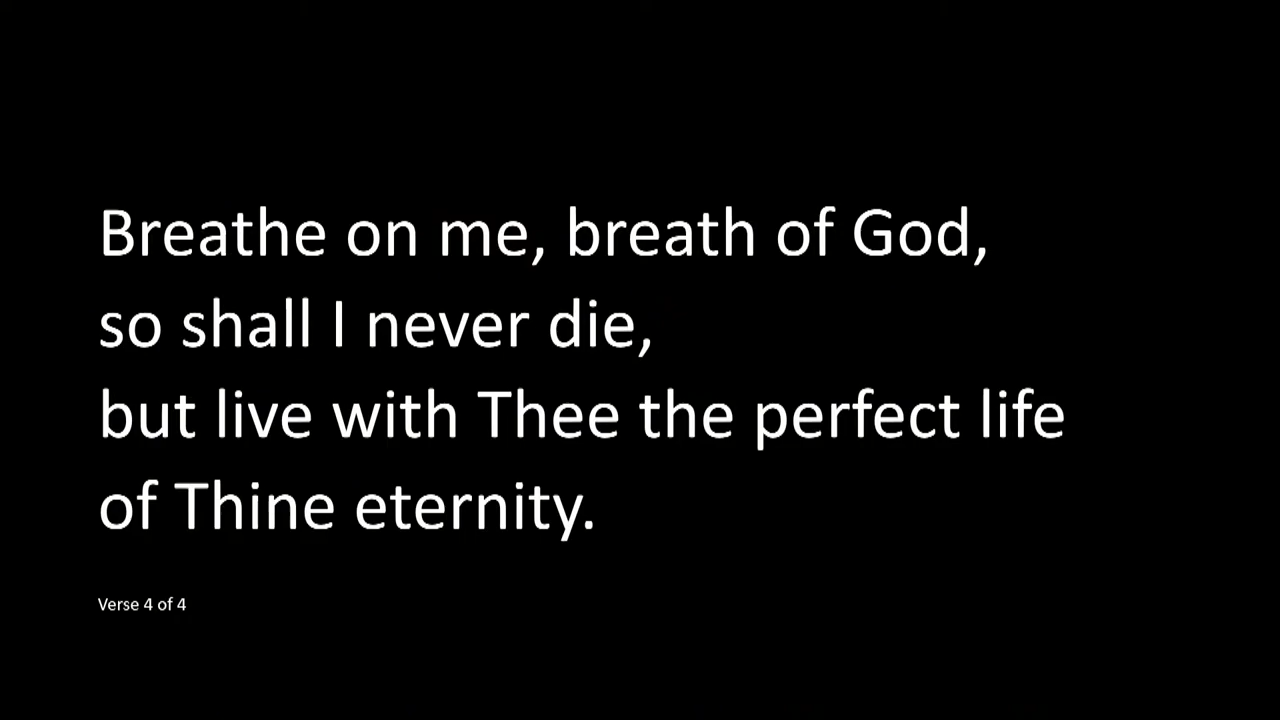 Breathe on me, breath of God,
so shall I never die,
but live with Thee the perfect life
of Thine eternity.
Verse 4 of 4